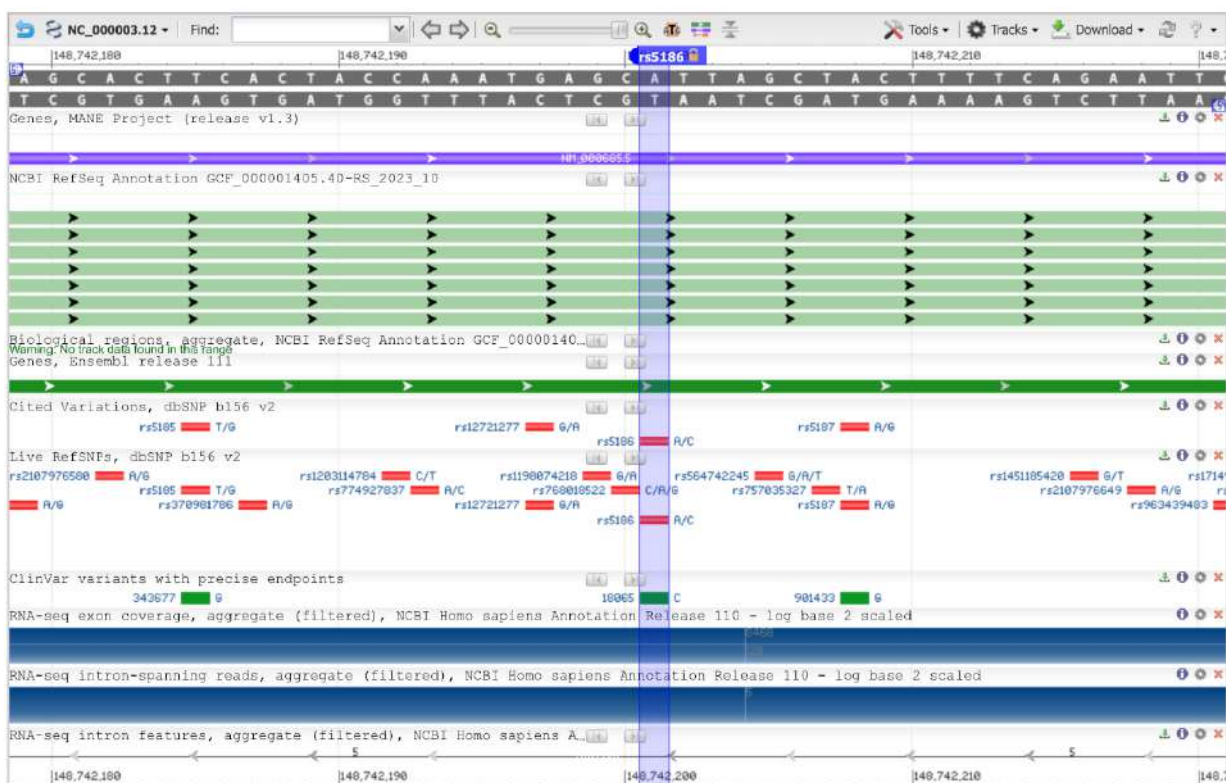 NC_000003.12 Find: Tools Tracks Download ?
148,742,180 148,742,190 rs5186 148,742,210 148,7
A G C A C T T C A C T A C C A A A T G A G C A T T A G C T A C T T T T C A G A A T T
T C G T G A A G T G A T G G T T T A C T C G T A A T C G A T G A A A A G T C T T A A
Genes, MANE Project (release v1.3)
NM_000685.5
NCBI RefSeq Annotation GCF_000001405.40-RS_2023_10
Biological regions, aggregate, NCBI RefSeq Annotation GCF_00000140...
Warning: No track data found in this range
Genes, Ensembl release 111
Cited Variations, dbSNP b156 v2
rs5185 T/G rs12721277 G/A rs5187 A/G
rs5186 A/C
Live RefSNPs, dbSNP b156 v2
rs2107976580 A/G rs1203114784 C/T rs1198074218 G/A rs564742245 G/A/T rs1451185420 G/T rs1714
rs5185 T/G rs774927837 A/C rs768018522 C/A/G rs757035327 T/A rs2107976649 A/G
A/G rs370981786 A/G rs12721277 G/A rs5187 A/G rs963439483
rs5186 A/C
ClinVar variants with precise endpoints
343677 G 18065 C 901433 G
RNA-seq exon coverage, aggregate (filtered), NCBI Homo sapiens Annotation Release 110 - log base 2 scaled
RNA-seq intron-spanning reads, aggregate (filtered), NCBI Homo sapiens Annotation Release 110 - log base 2 scaled
5
RNA-seq intron features, aggregate (filtered), NCBI Homo sapiens A...
5 5
148,742,180 148,742,190 148,742,200 148,742,210 148,